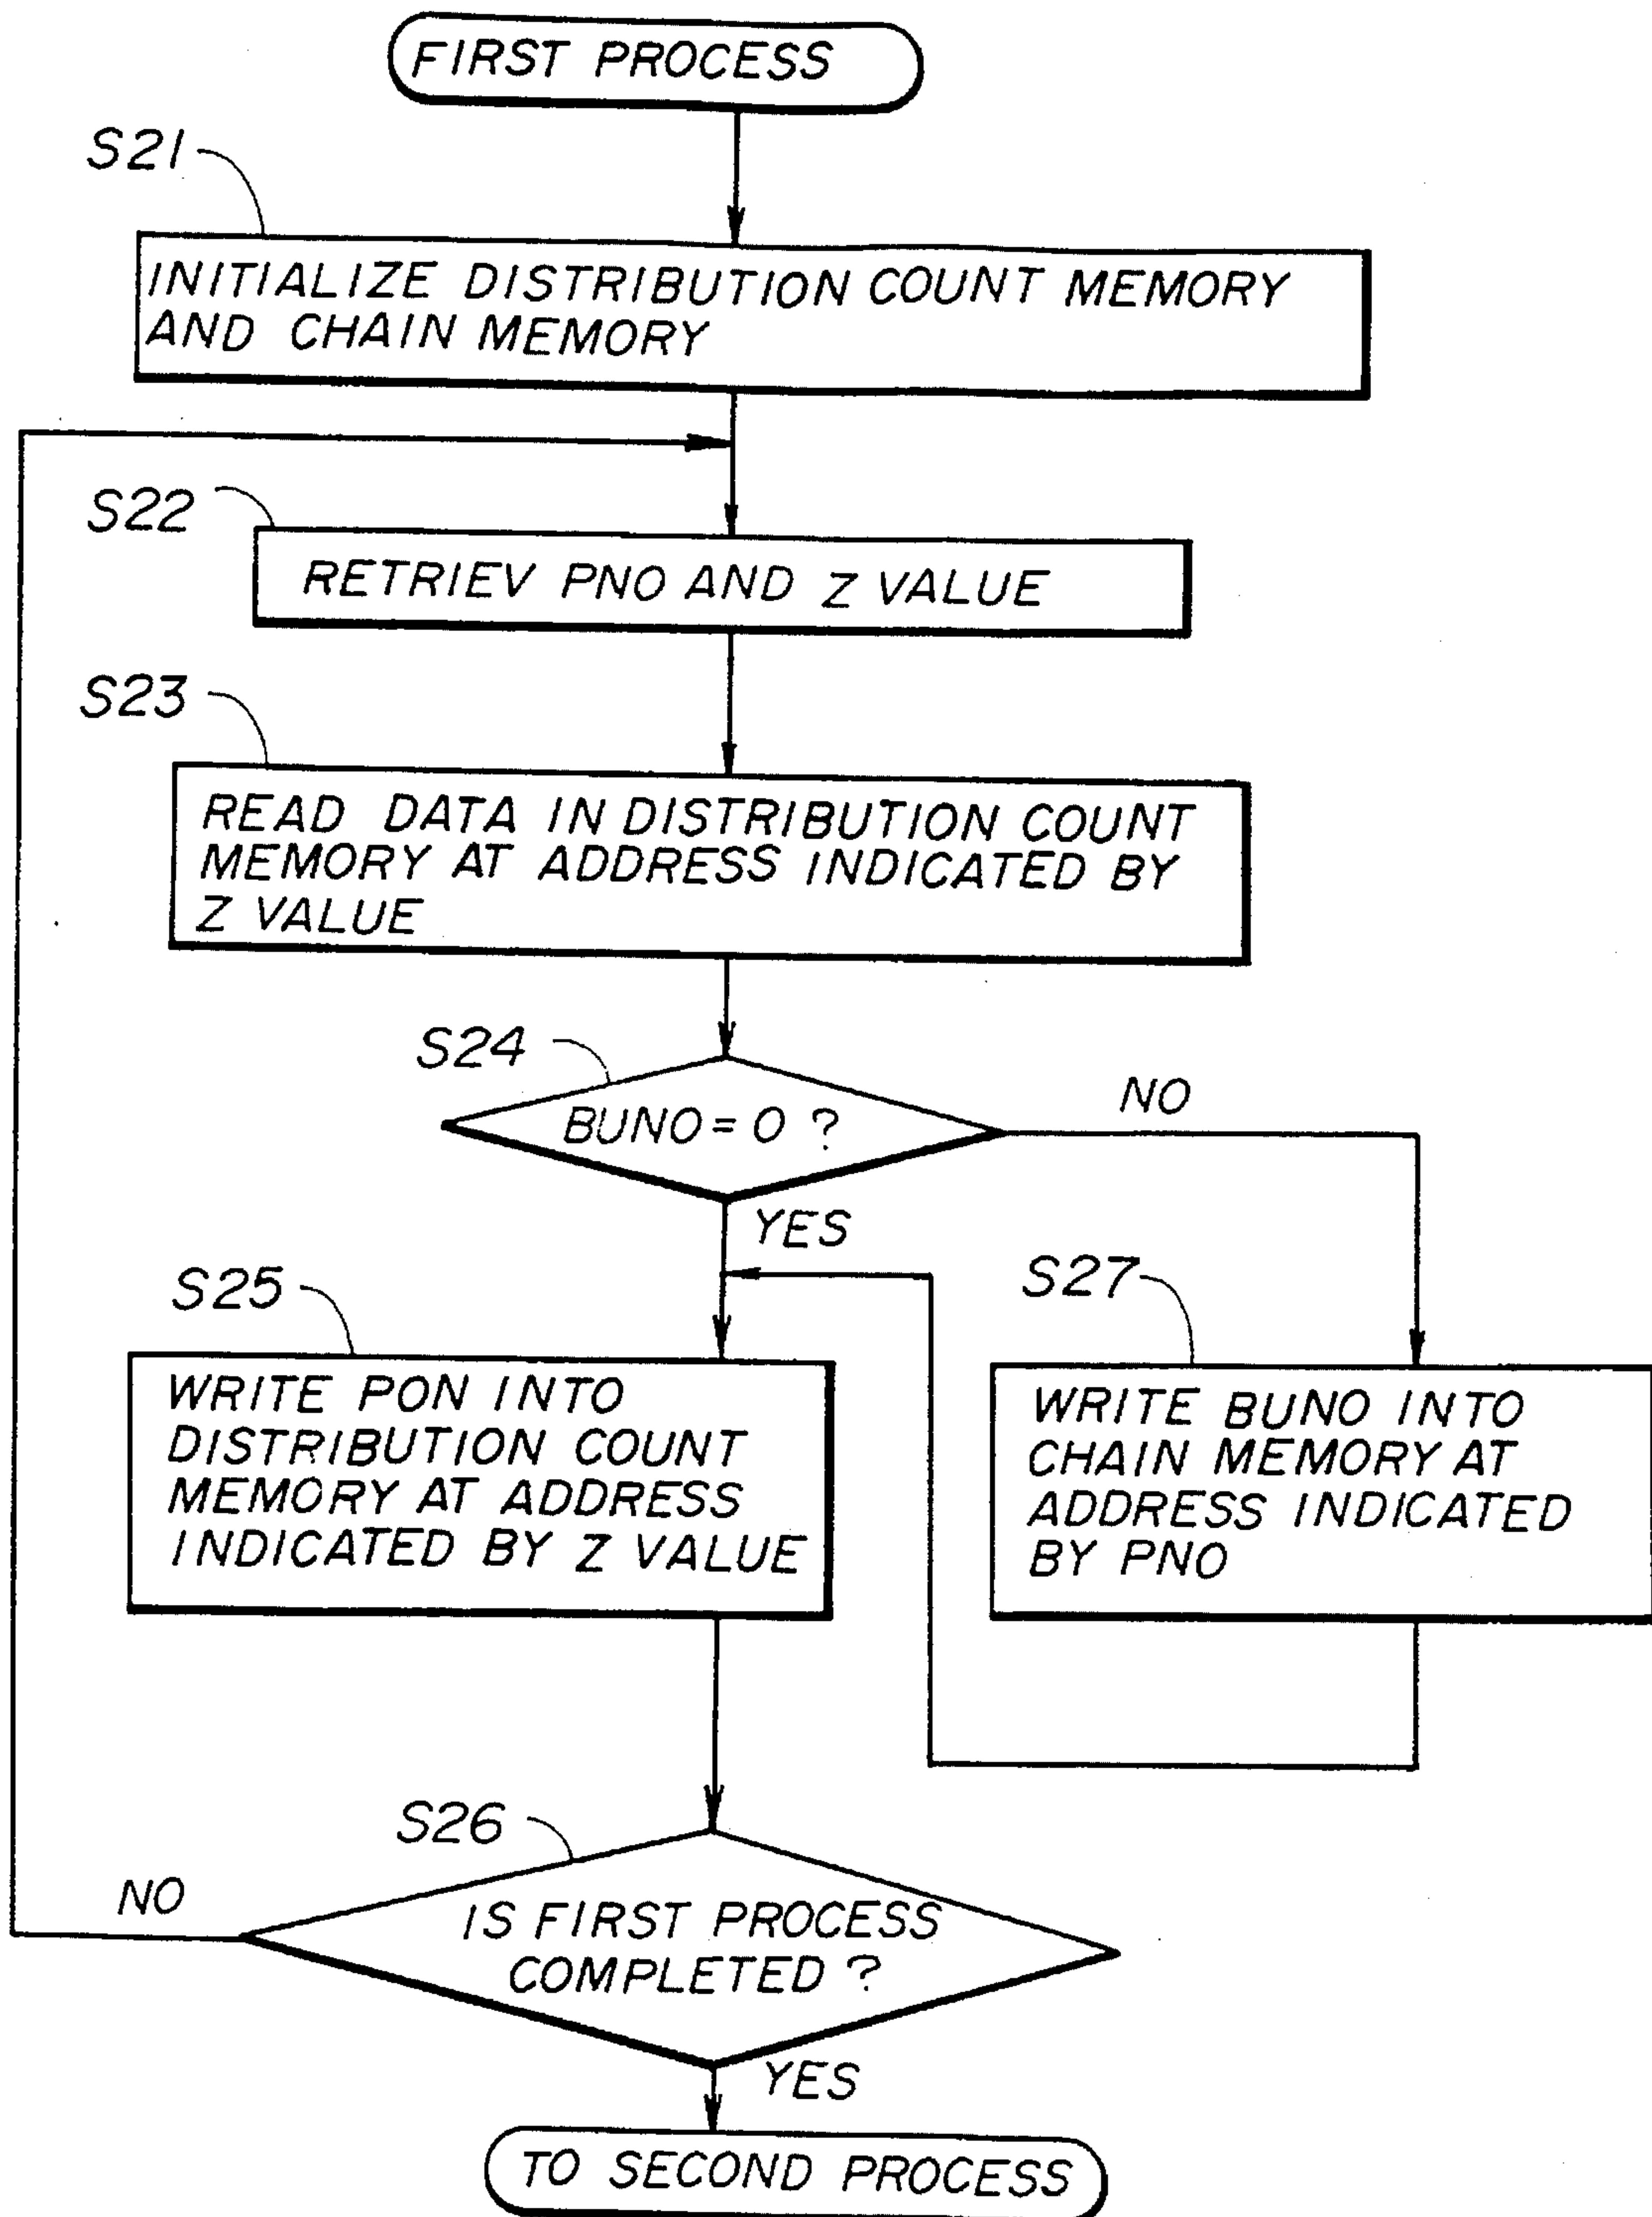 FIRST PROCESS
S21
INITIALIZE DISTRIBUTION COUNT MEMORY
AND CHAIN MEMORY
S22
RETRIEV PNO AND Z VALUE
S23
READ DATA IN DISTRIBUTION COUNT
MEMORY AT ADDRESS INDICATED BY
Z VALUE
S24
BUNO = 0 ?
NO
YES
S25
WRITE PON INTO
DISTRIBUTION COUNT
MEMORY AT ADDRESS
INDICATED BY Z VALUE
S27
WRITE BUNO INTO
CHAIN MEMORY AT
ADDRESS INDICATED
BY PNO
S26
NO
IS FIRST PROCESS
COMPLETED ?
YES
TO SECOND PROCESS